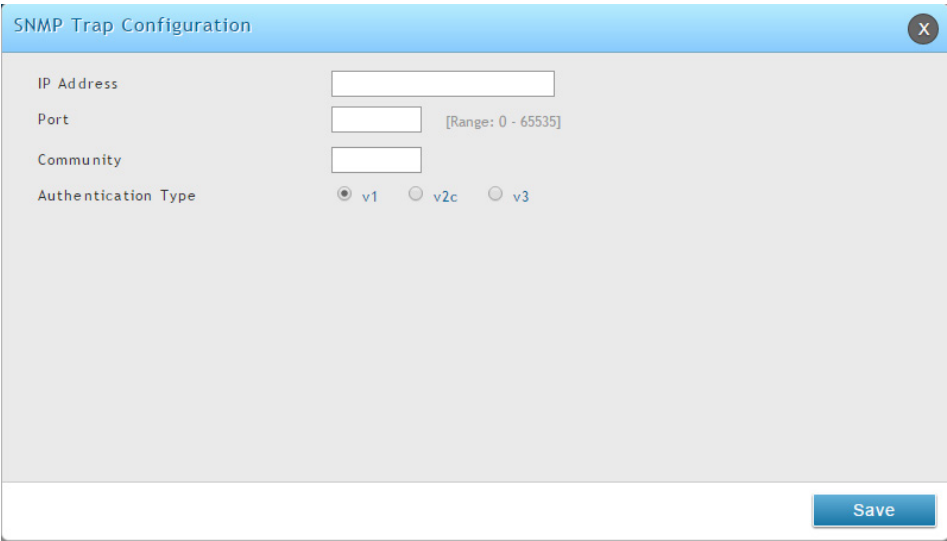 SNMP Trap Configuration
X
IP Address
Port [Range: 0 - 65535]
Community
Authentication Type v1 v2c v3
Save